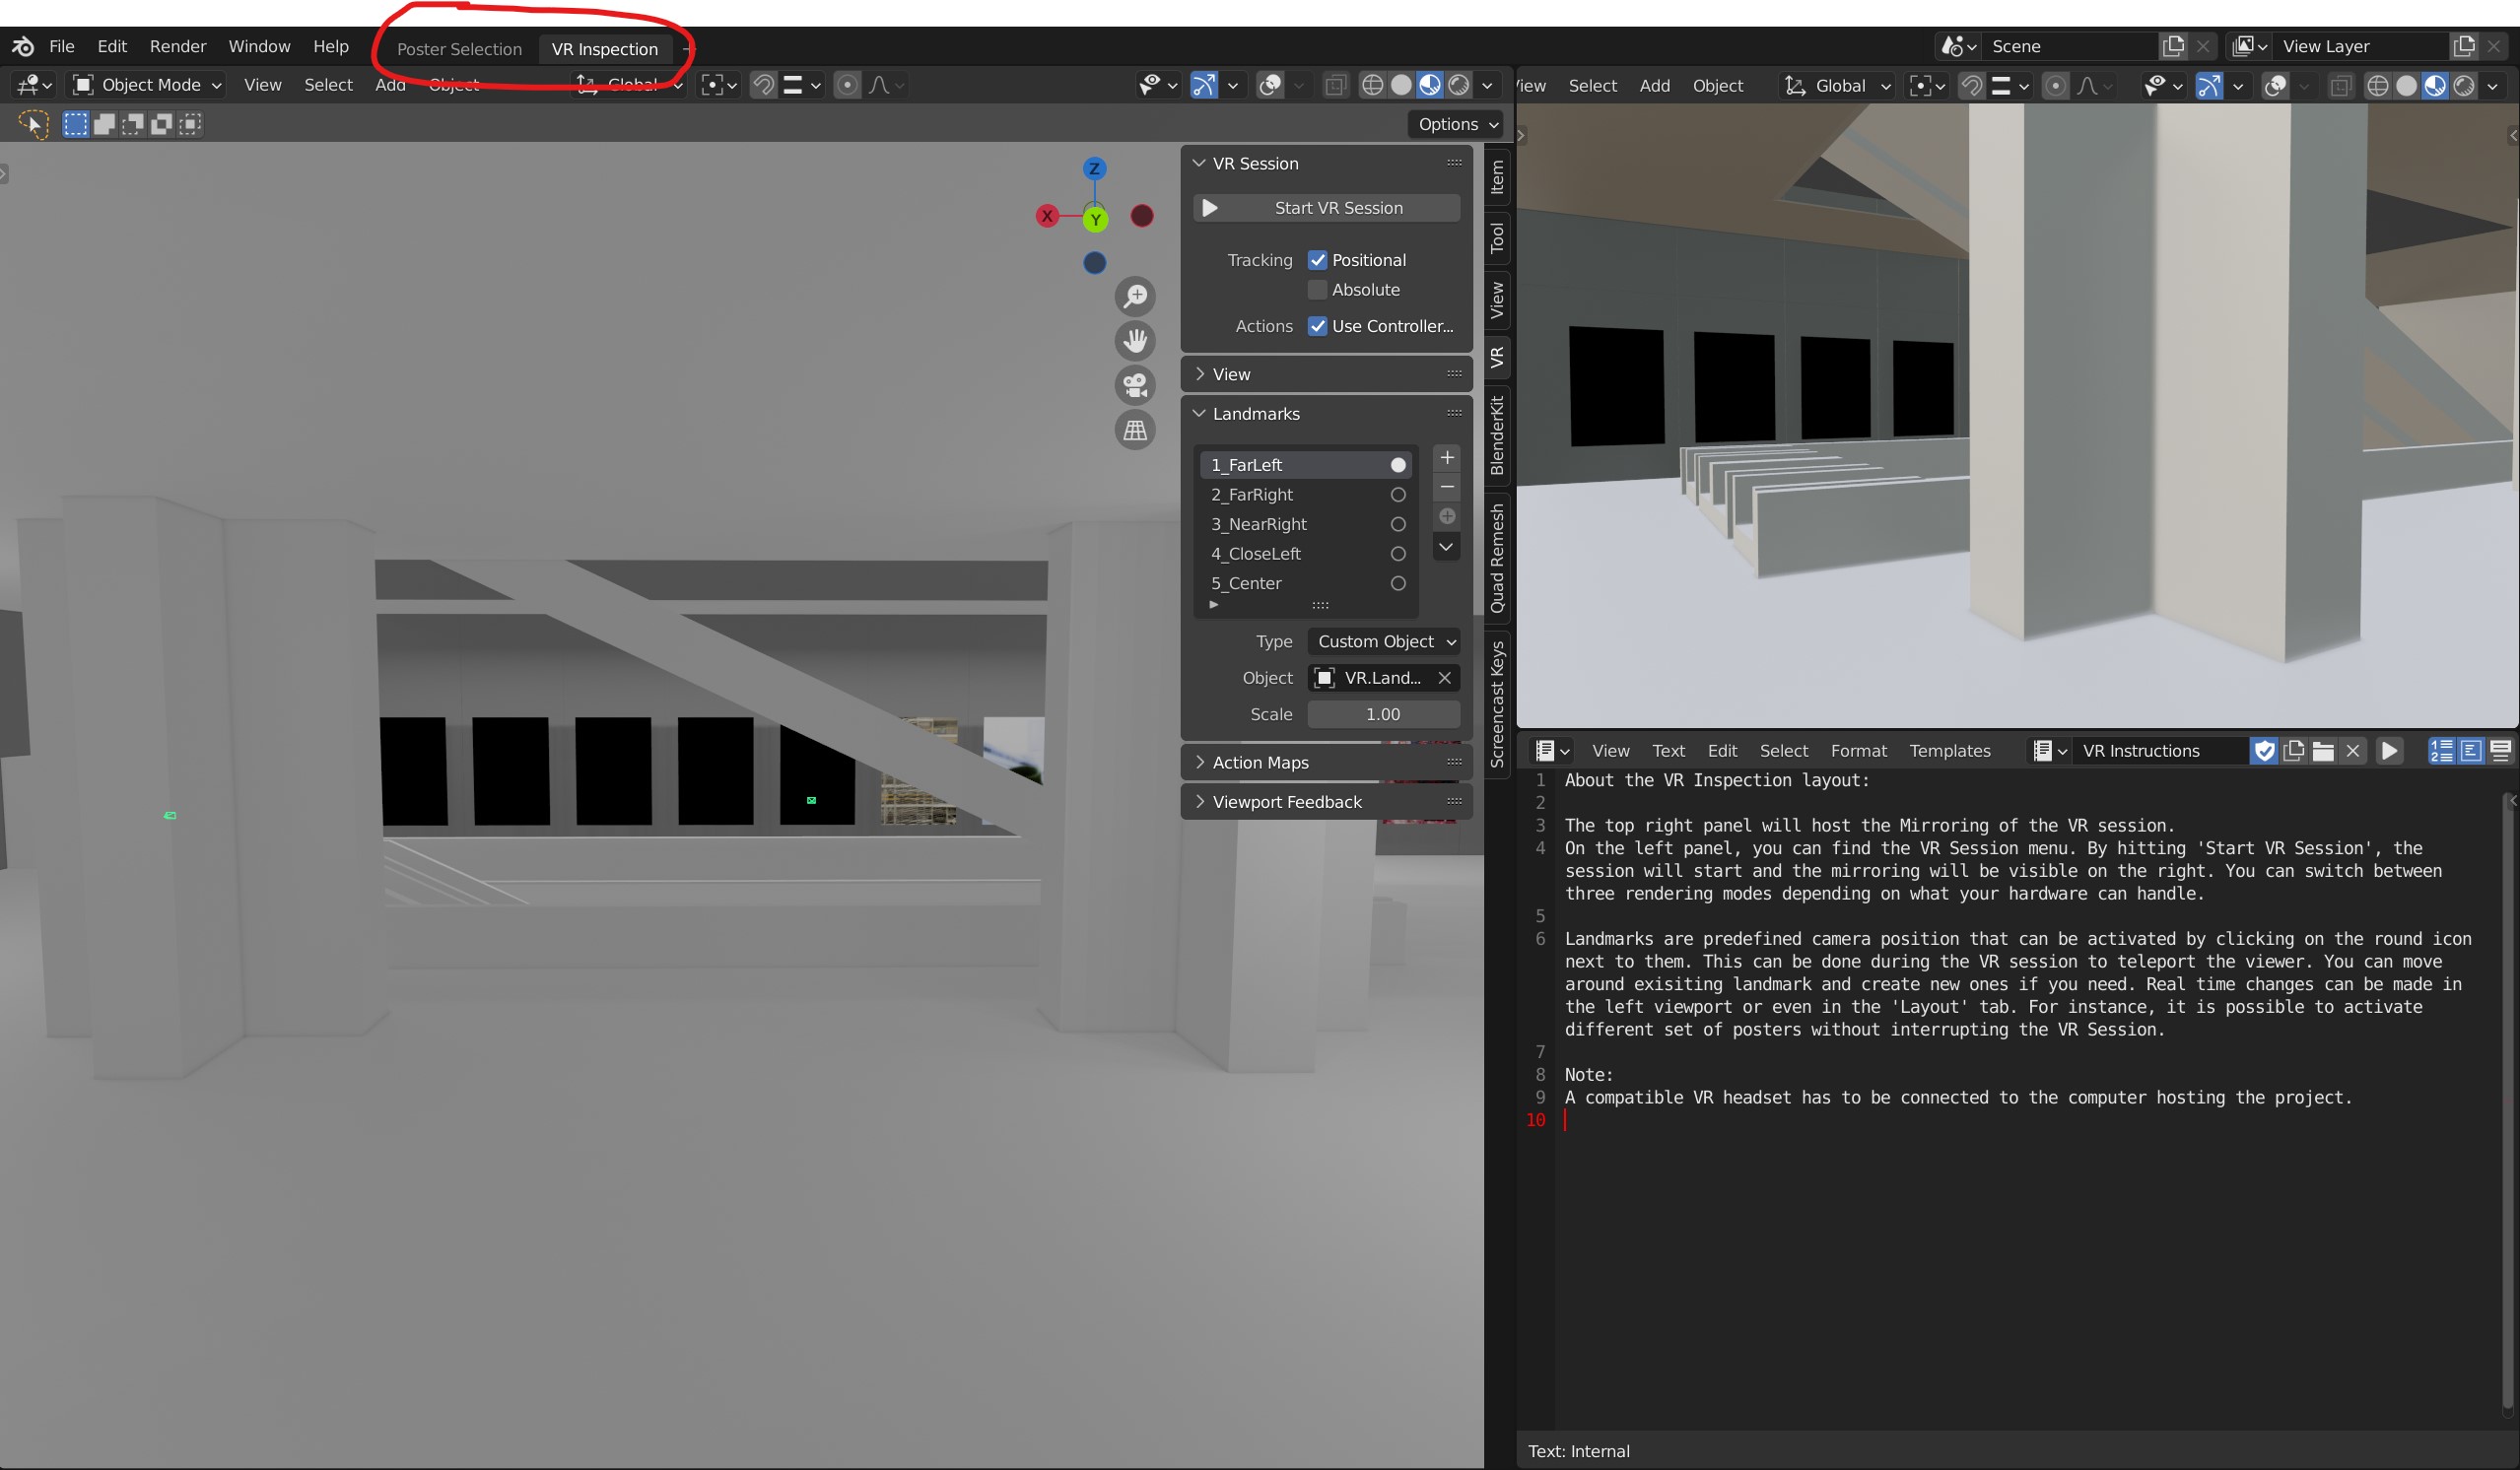 File Edit Render Window Help Poster Selection VR Inspection + Scene View Layer
Object Mode View Select Add Object Global
View Select Add Object Global
Options
VR Session
Start VR Session
Tracking Positional
Absolute
Actions Use Controller...
View
Landmarks
1_FarLeft
2_FarRight
3_NearRight
4_CloseLeft
5_Center
Type Custom Object
Object VR.Land...
Scale 1.00
Action Maps
Viewport Feedback
Z
X
Y
Item
Tool
View
VR
BlenderKit
Quad Remesh
Screencast Keys
View Text Edit Select Format Templates VR Instructions
1 About the VR Inspection layout:
2
3 The top right panel will host the Mirroring of the VR session.
4 On the left panel, you can find the VR Session menu. By hitting 'Start VR Session', the
session will start and the mirroring will be visible on the right. You can switch between
three rendering modes depending on what your hardware can handle.
5
6 Landmarks are predefined camera position that can be activated by clicking on the round icon
next to them. This can be done during the VR session to teleport the viewer. You can move
around exisiting landmark and create new ones if you need. Real time changes can be made in
the left viewport or even in the 'Layout' tab. For instance, it is possible to activate
different set of posters without interrupting the VR Session.
7
8 Note:
9 A compatible VR headset has to be connected to the computer hosting the project.
10
Text: Internal